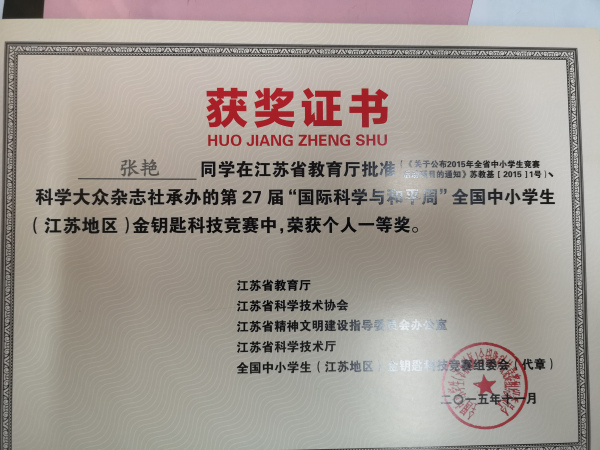 获奖证书
HUO JIANG ZHENG SHU
张艳 同学在江苏省教育厅批准(《关于公布2015年全省中小学生竞赛
的通知》苏教基[2015]1号)、
科学大众杂志社承办的第27届“国际科学与和平周”全国中小学生
(江苏地区)金钥匙科技竞赛中,荣获个人一等奖。
江苏省教育厅
江苏省科学技术协会
江苏省精神文明建设指导委员会办公室
江苏省科学技术厅
全国中小学生(江苏地区)金钥匙科技竞赛组委会(代章)
二〇一五年十一月